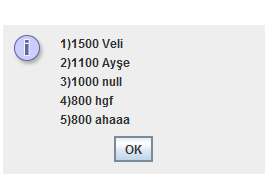 1)1500 Veli
2)1100 Ayşe
3)1000 null
4)800 hgf
5)800 ahaaa
OK